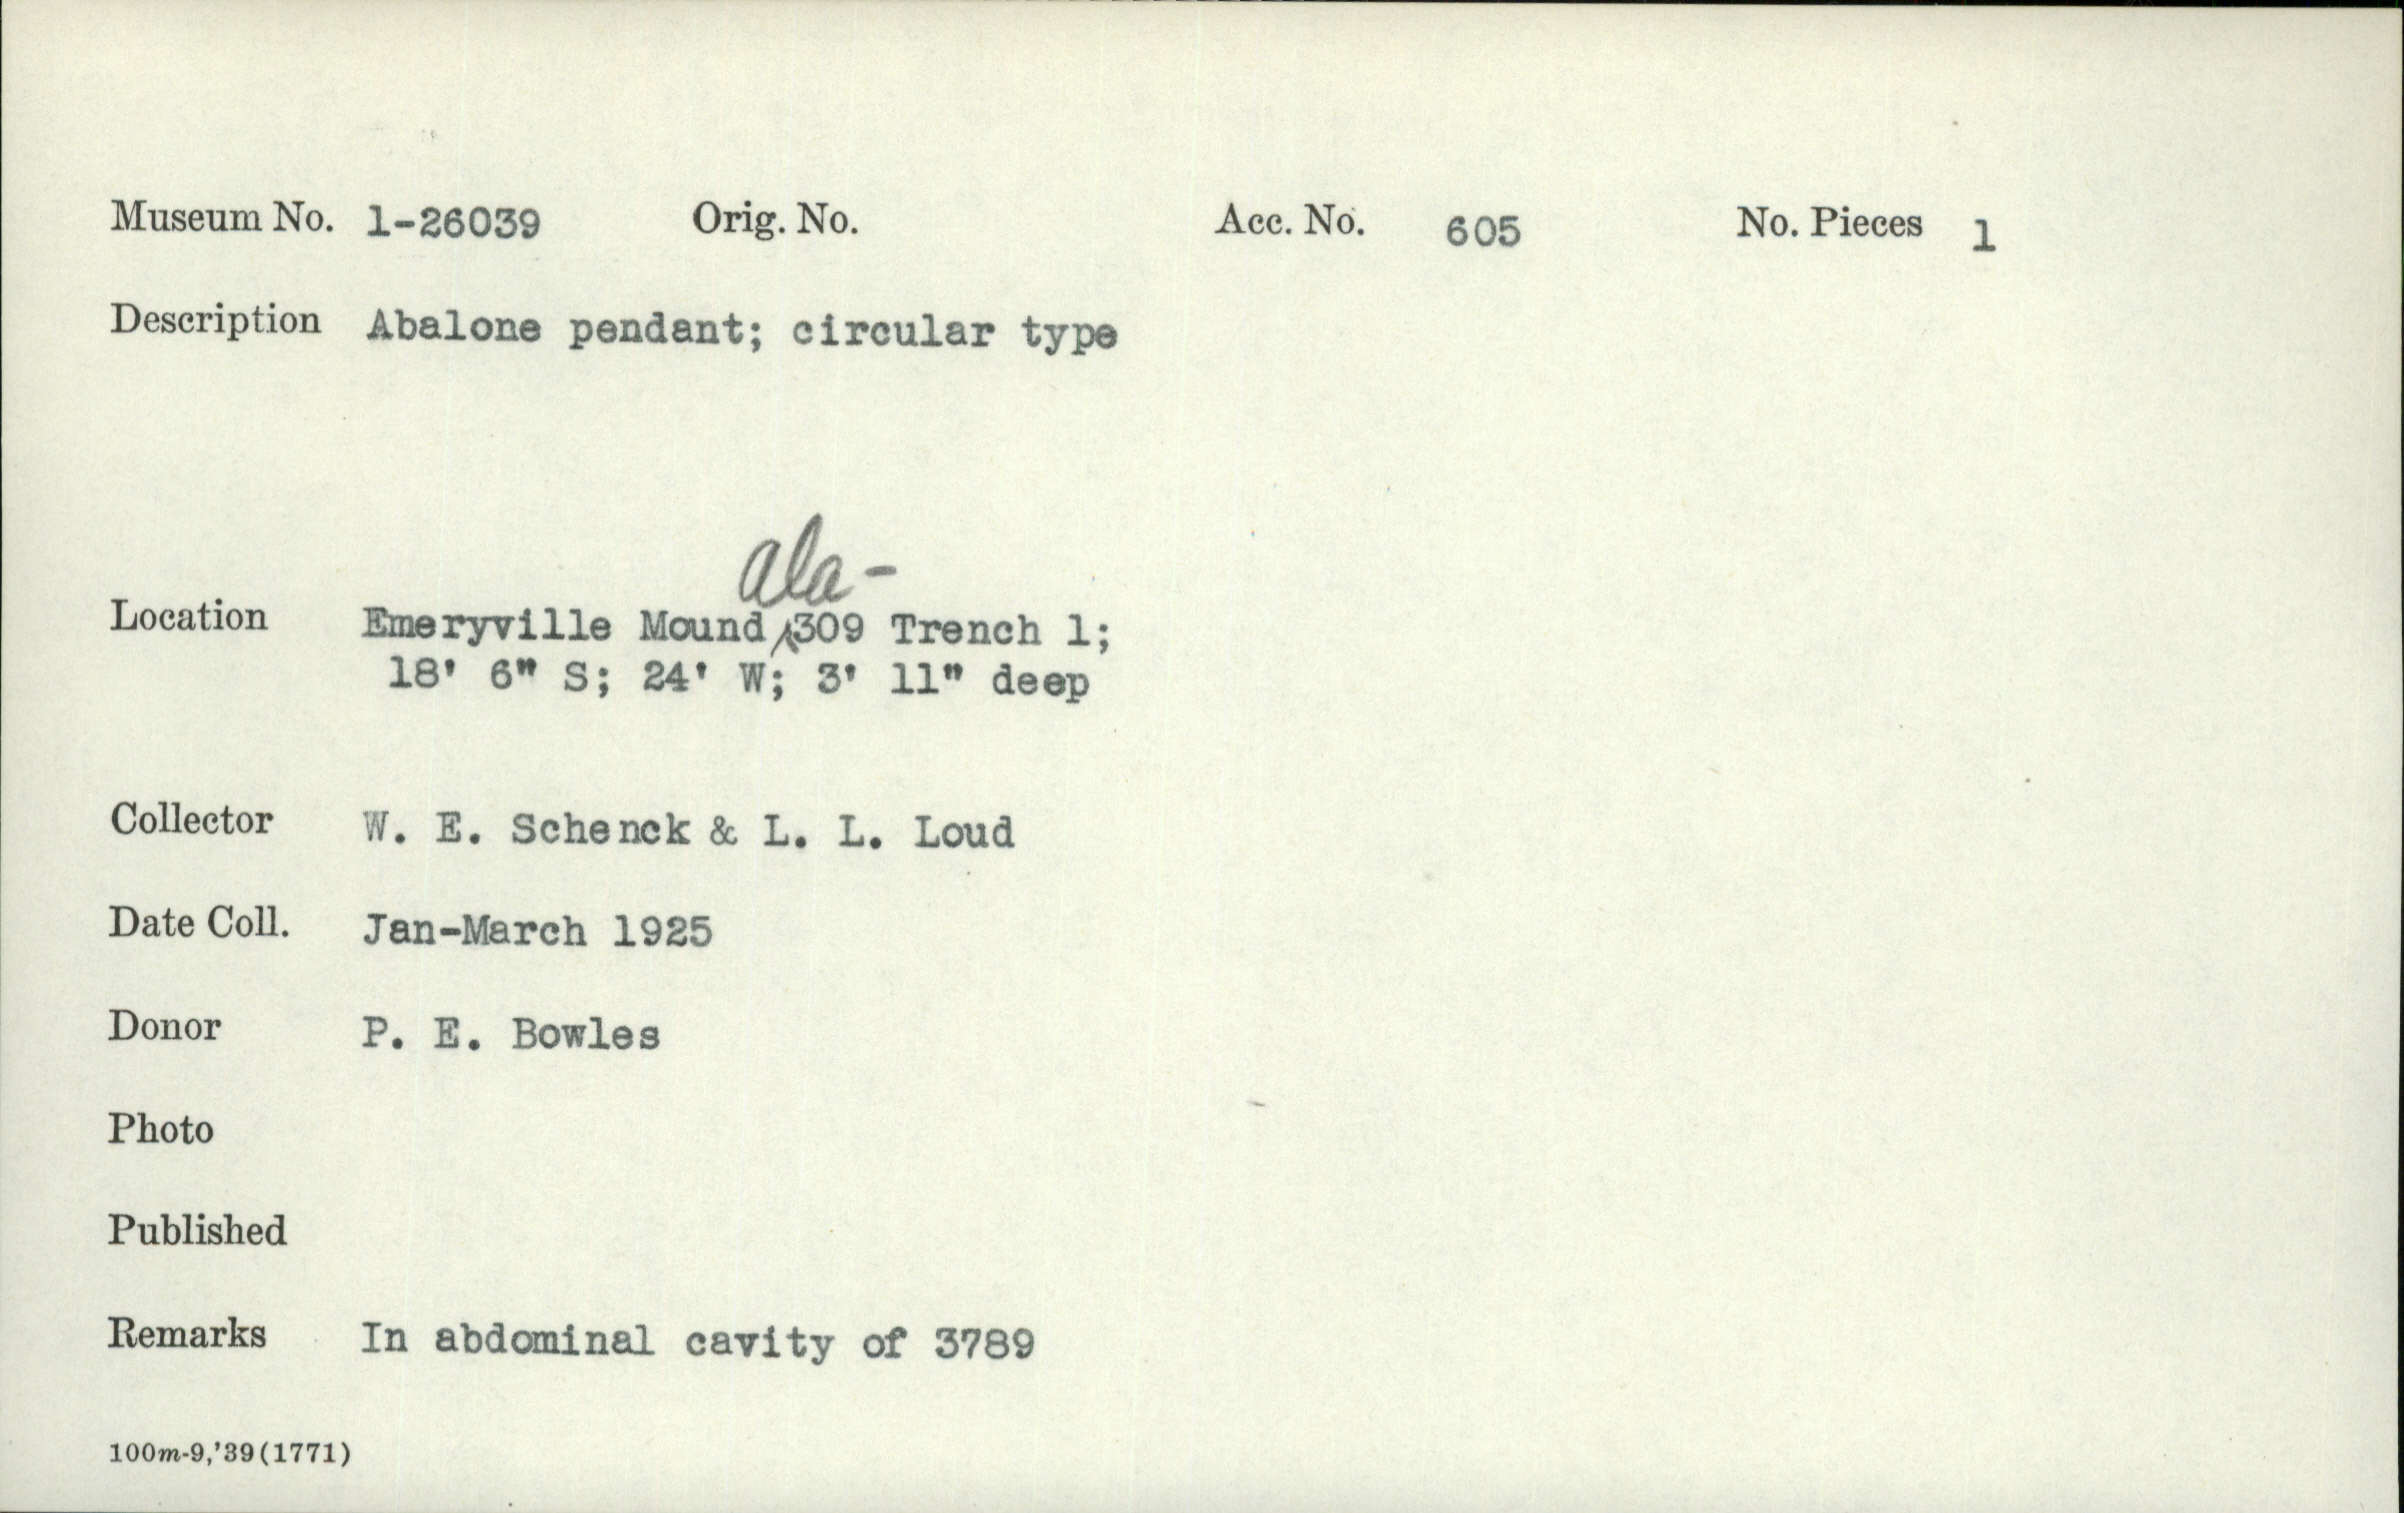 Museum No. 1-26039 Orig. No. Acc. No. 605 No. Pieces 1
Description Abalone pendant; circular type
Ala-
Location Emeryville Mound 309 Trench 1;
18' 6" S; 24' W; 3' 11" deep
Collector W. E. Schenck & L. L. Loud
Date Coll. Jan-March 1925
Donor P. E. Bowles
Photo
Published
Remarks In abdominal cavity of 3789
100m-9,'39(1771)